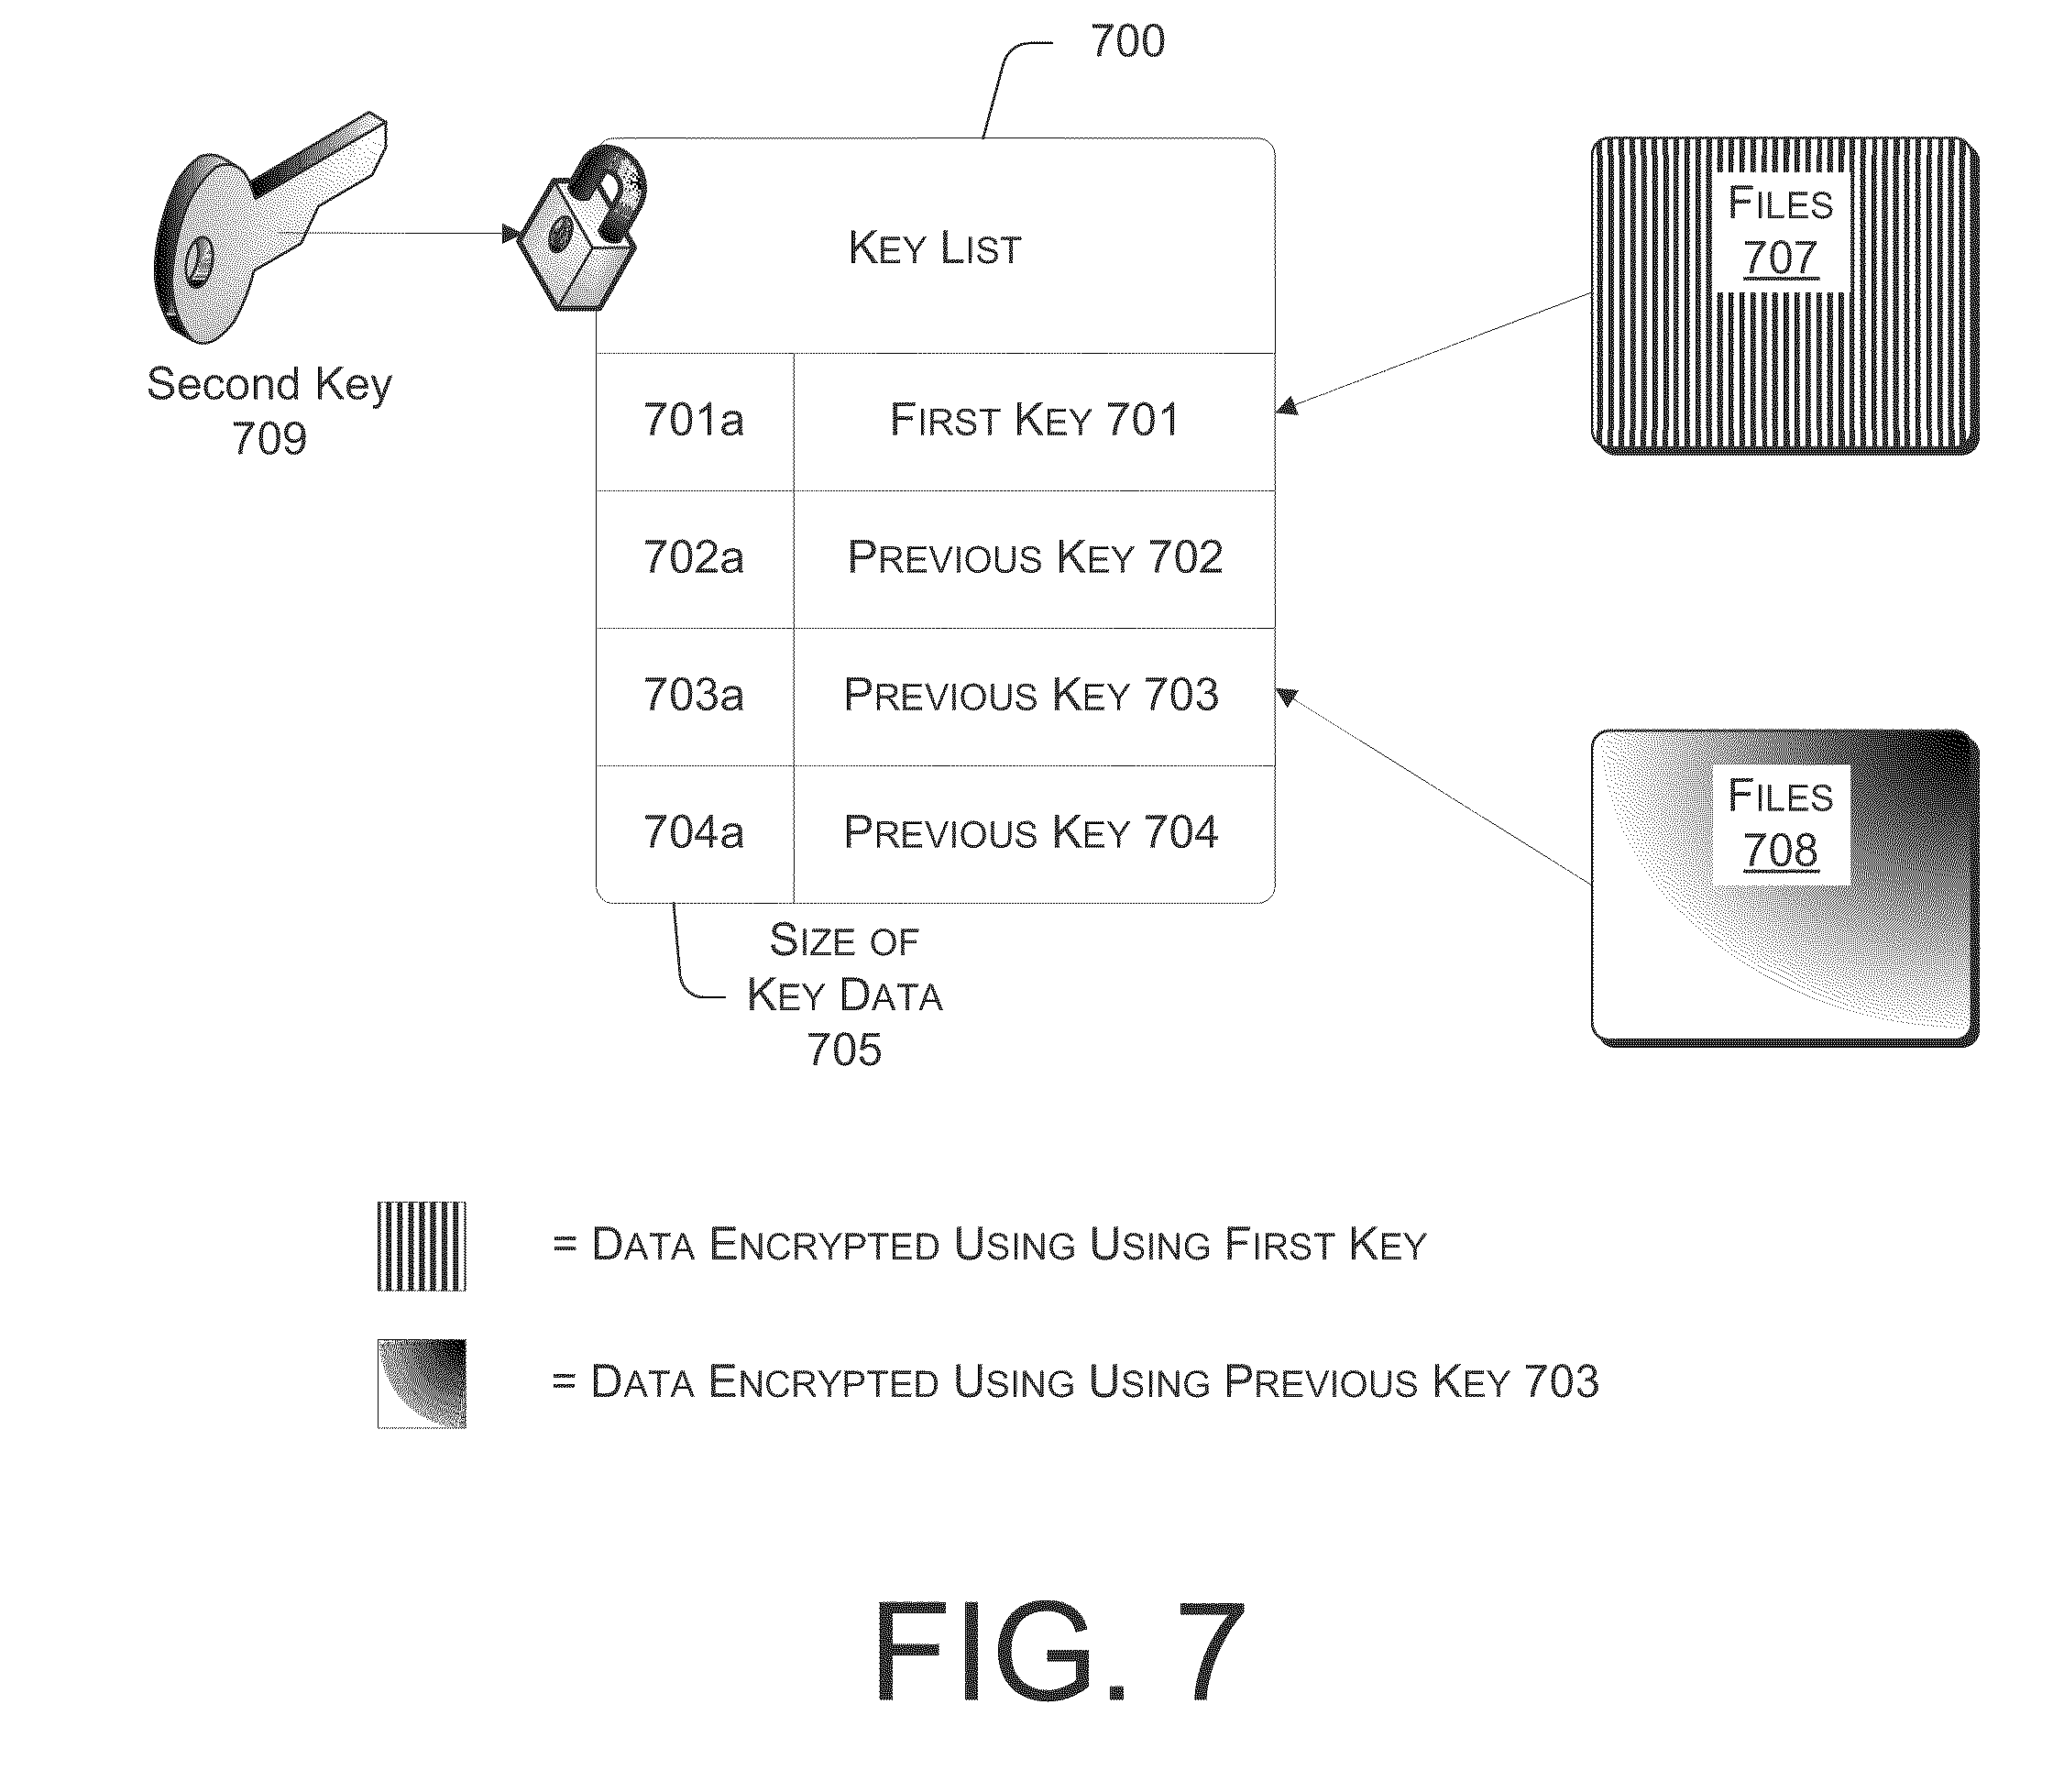 700
Second Key
709
KEY LIST
701a FIRST KEY 701
702a PREVIOUS KEY 702
703a PREVIOUS KEY 703
704a PREVIOUS KEY 704
SIZE OF
KEY DATA
705
FILES
707
FILES
708
= DATA ENCRYPTED USING USING FIRST KEY
= DATA ENCRYPTED USING USING PREVIOUS KEY 703
FIG. 7